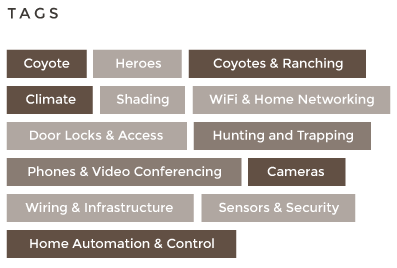 TAGS
Coyote Heroes Coyotes & Ranching
Climate Shading WiFi & Home Networking
Door Locks & Access Hunting and Trapping
Phones & Video Conferencing Cameras
Wiring & Infrastructure Sensors & Security
Home Automation & Control